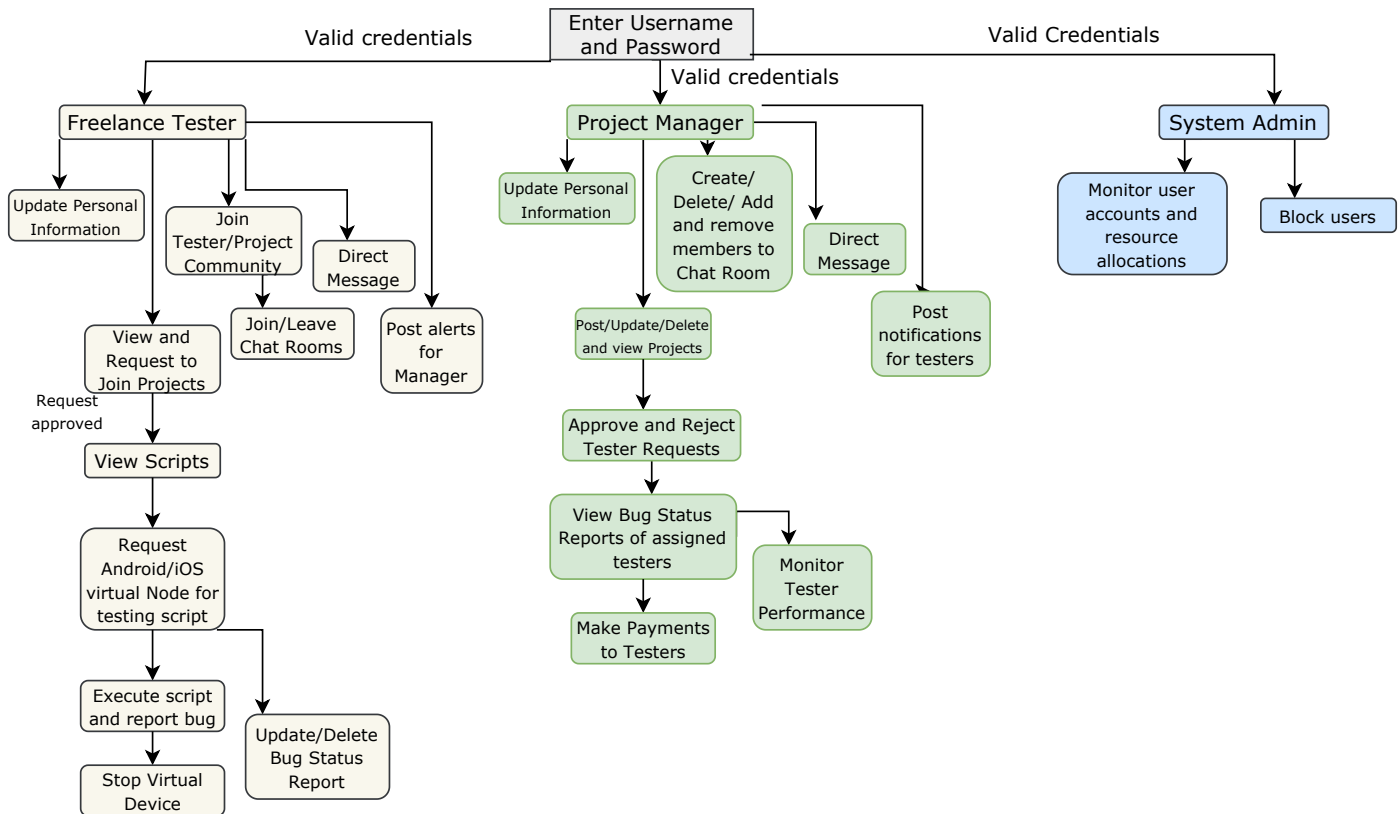 Enter Username
and Password
Valid credentials
Valid credentials
Valid Credentials
Freelance Tester
Update Personal
Information
Join
Tester/Project
Community
Direct
Message
Join/Leave
Chat Rooms
Post alerts
for
Manager
View and
Request to
Join Projects
Request
approved
View Scripts
Request
Android/iOS
virtual Node for
testing script
Execute script
and report bug
Update/Delete
Bug Status
Report
Stop Virtual
Device
Project Manager
Update Personal
Information
Create/
Delete/ Add
and remove
members to
Chat Room
Direct
Message
Post
notifications
for testers
Post/Update/Delete
and view Projects
Approve and Reject
Tester Requests
View Bug Status
Reports of assigned
testers
Monitor
Tester
Performance
Make Payments
to Testers
System Admin
Monitor user
accounts and
resource
allocations
Block users